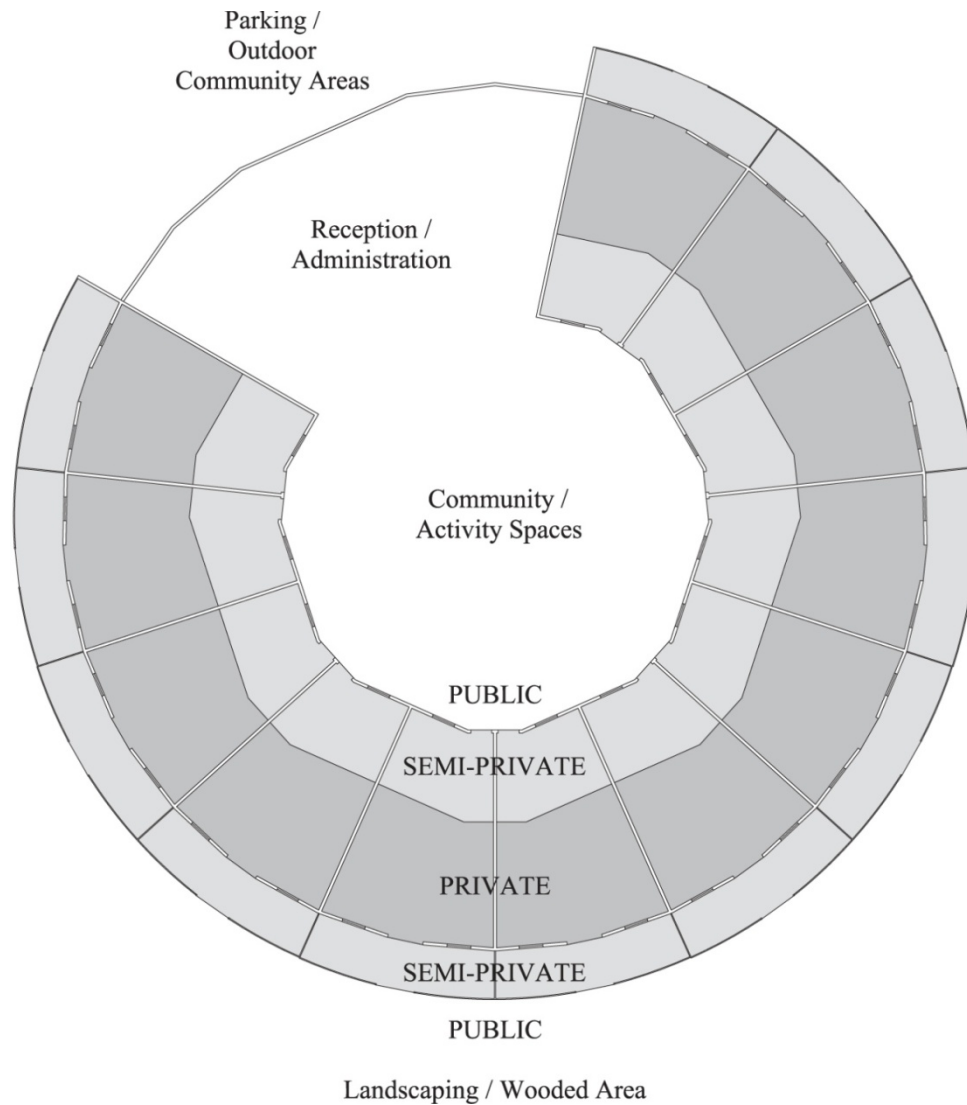 Parking /
Outdoor
Community Areas
Reception /
Administration
Community /
Activity Spaces
PUBLIC
SEMI-PRIVATE
PRIVATE
SEMI-PRIVATE
PUBLIC
Landscaping / Wooded Area